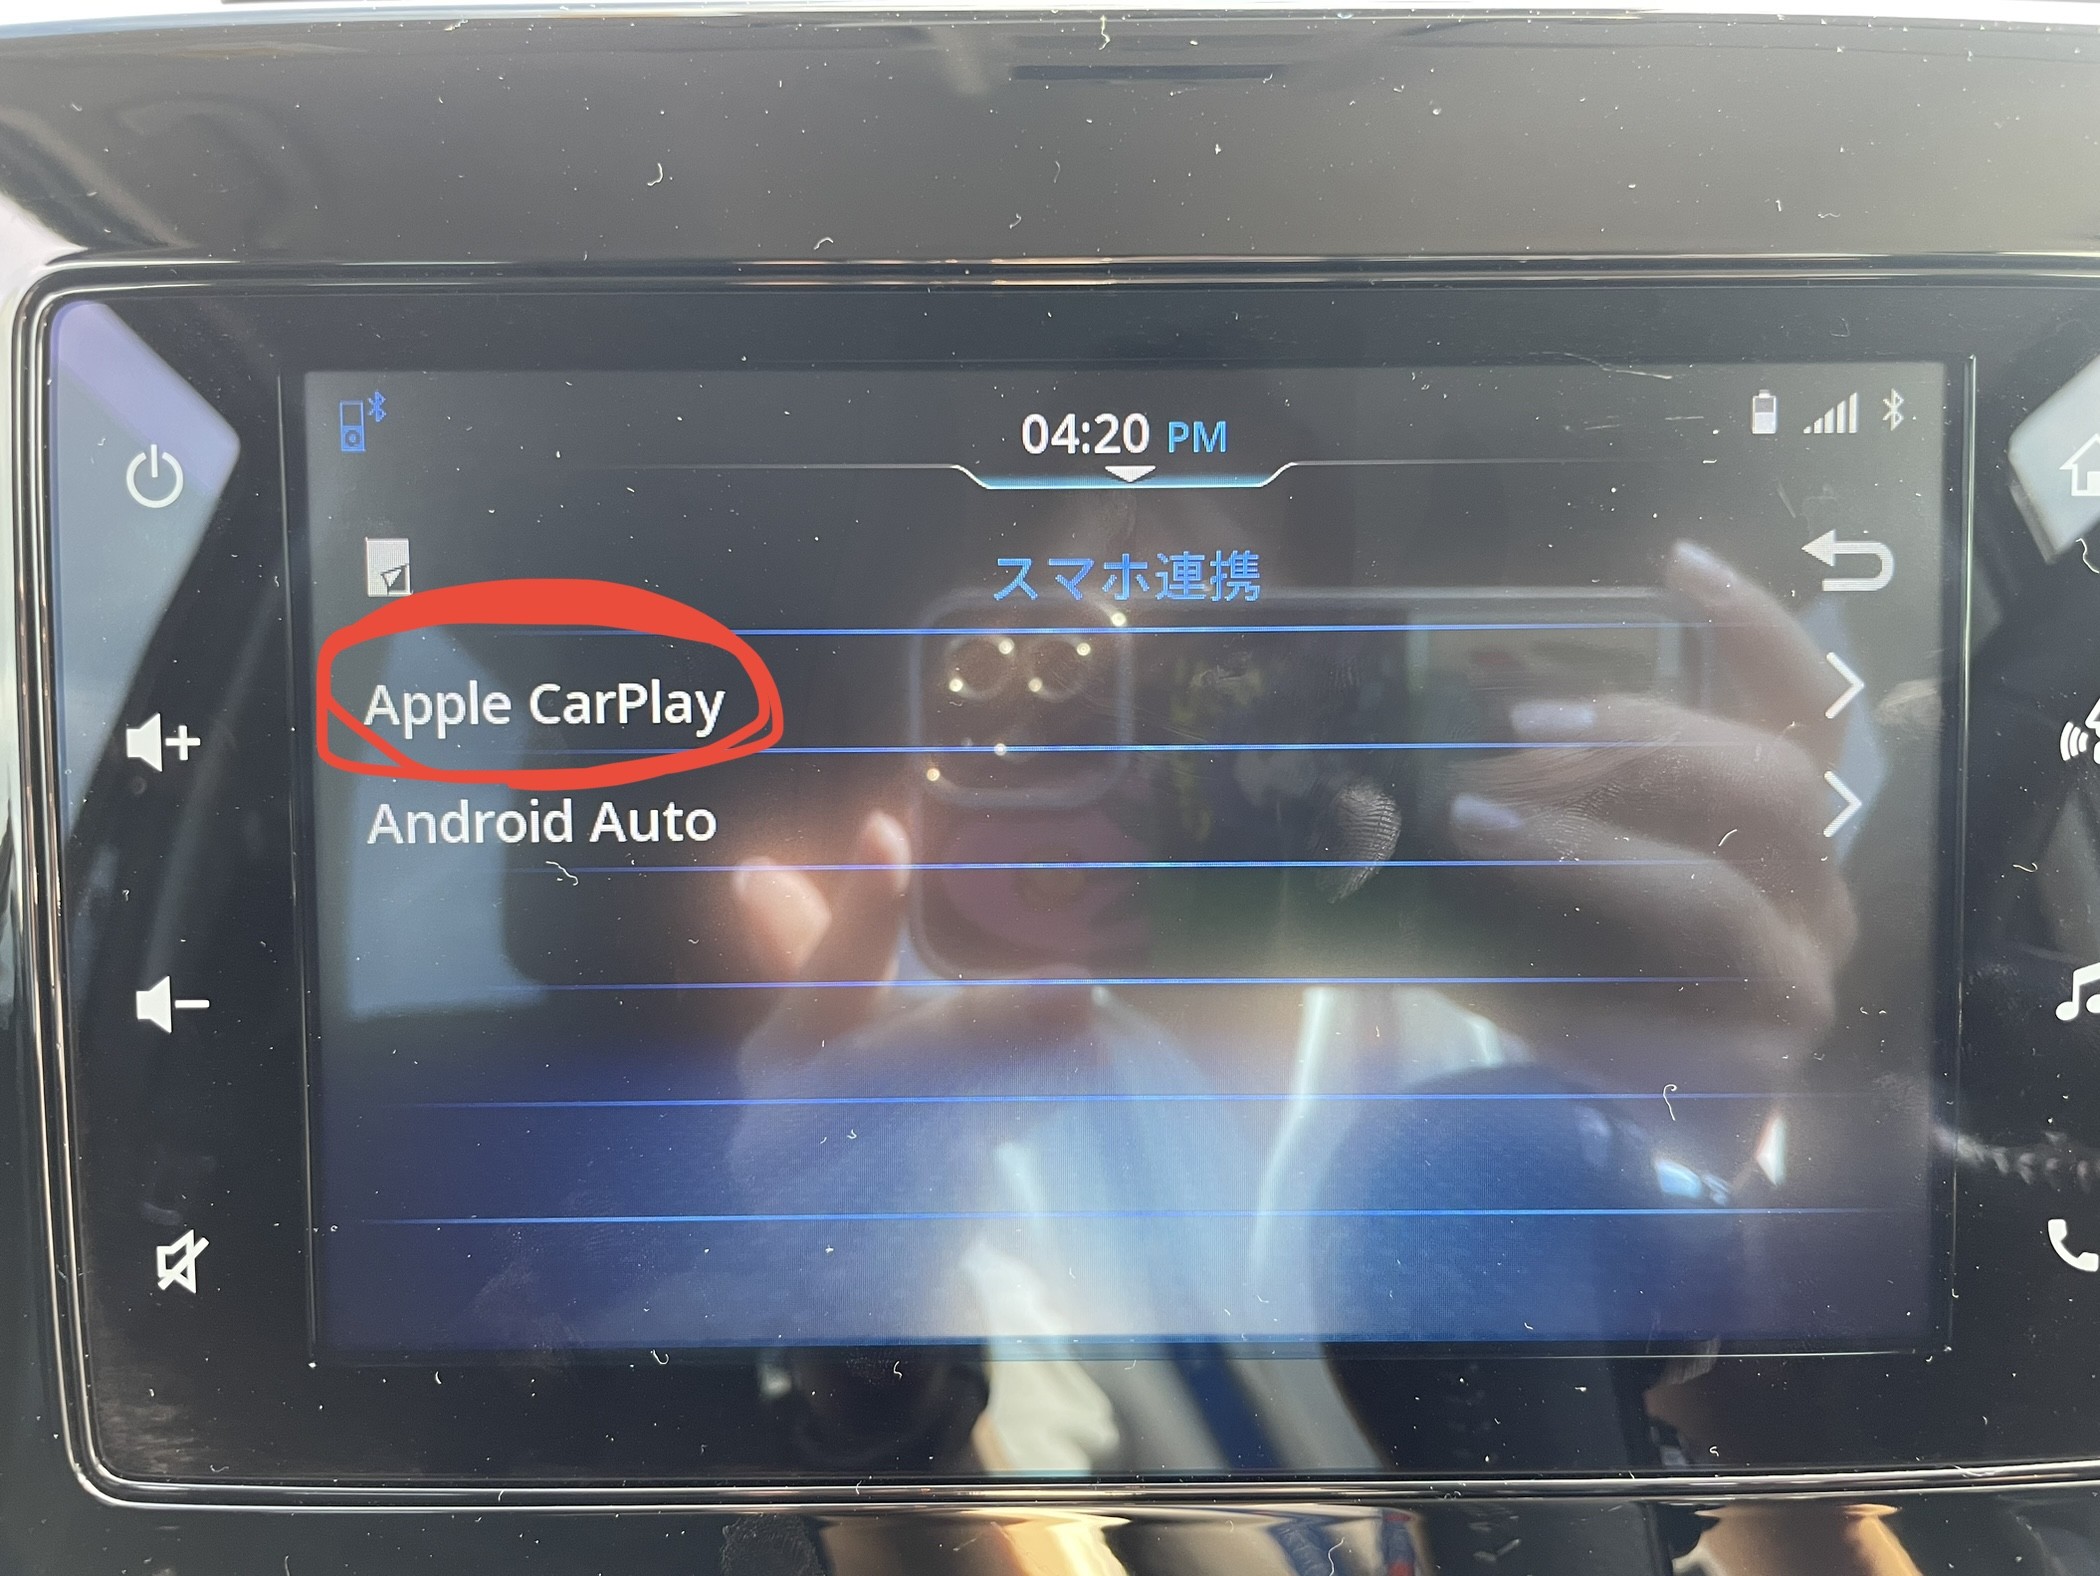 04:20 PM
スマホ連携
Apple CarPlay
Android Auto